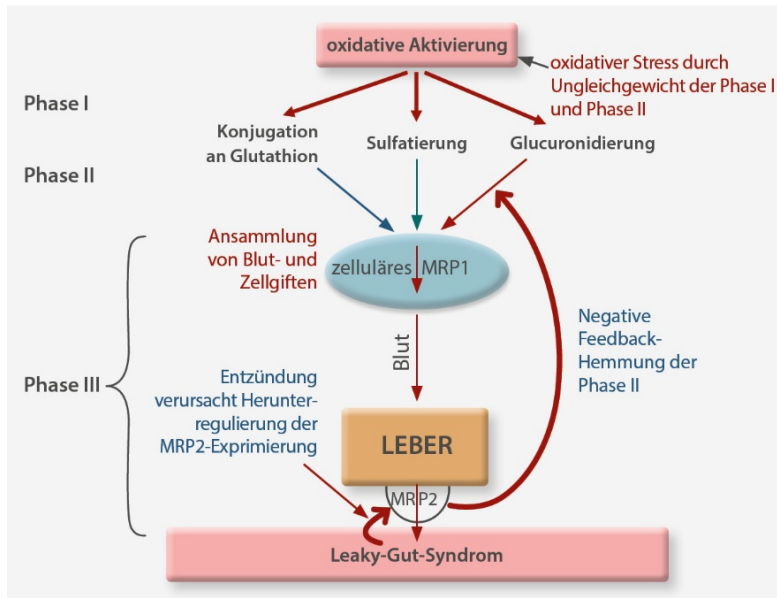 oxidative Aktivierung
oxidativer Stress durch
Ungleichgewicht der Phase I
und Phase II
Phase I
Konjugation
an Glutathion
Sulfatierung
Glucuronidierung
Phase II
Ansammlung
von Blut- und
Zellgiften
zelluläres MRP1
Negative
Feedback-
Hemmung der
Phase II
Blut
Phase III
Entzündung
verursacht Herunter-
regulierung der
MRP2-Exprimierung
LEBER
MRP2
Leaky-Gut-Syndrom